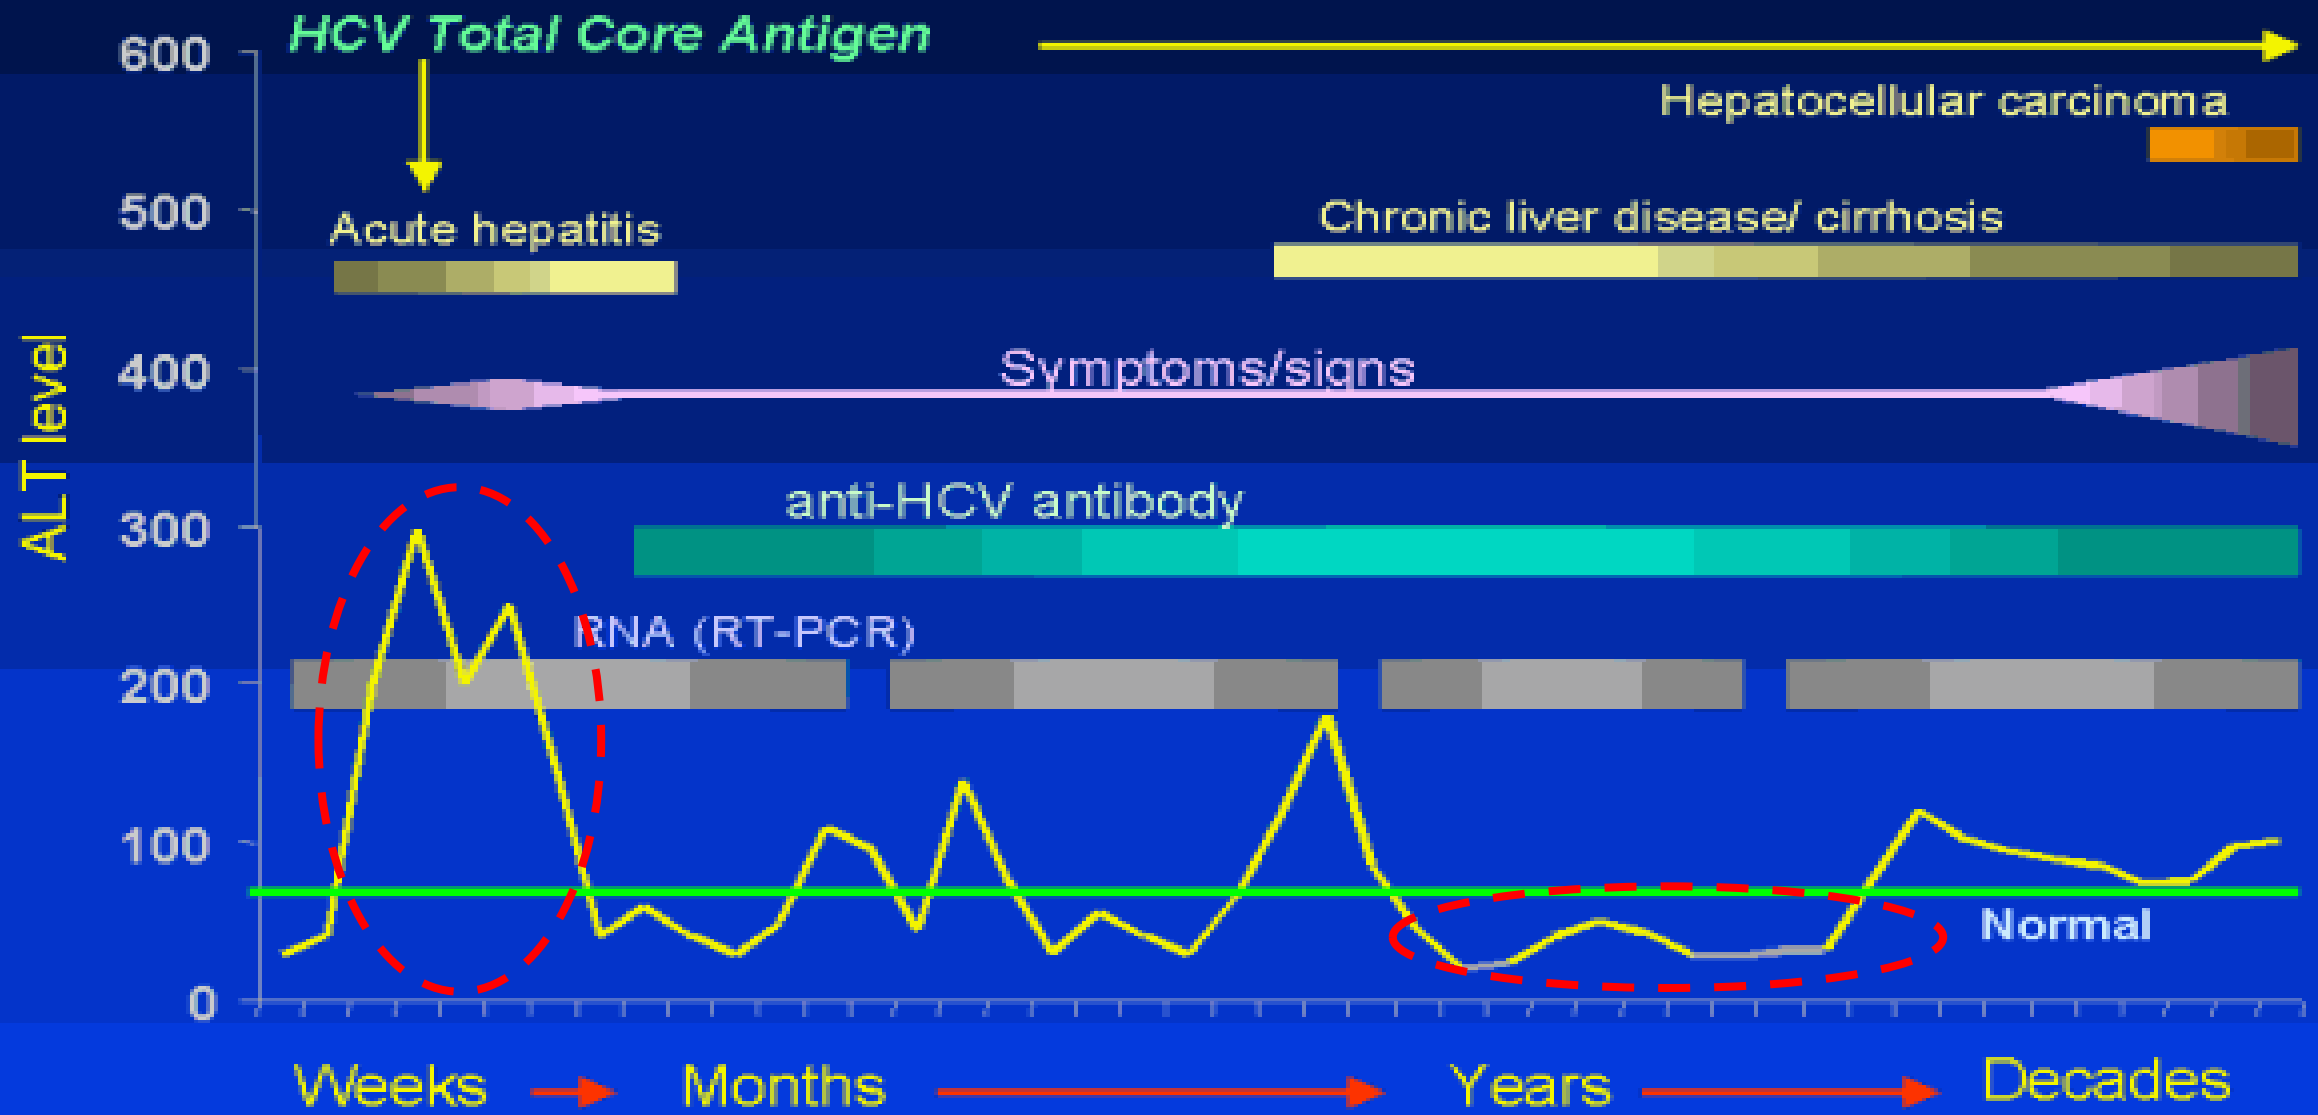 HCV Total Core Antigen
600
Hepatocellular carcinoma
500
Acute hepatitis
Chronic liver disease/ cirrhosis
ALT level
400
Symptoms/signs
anti-HCV antibody
300
RNA (RT-PCR)
200
100
Normal
0
Weeks
Months
Years
Decades